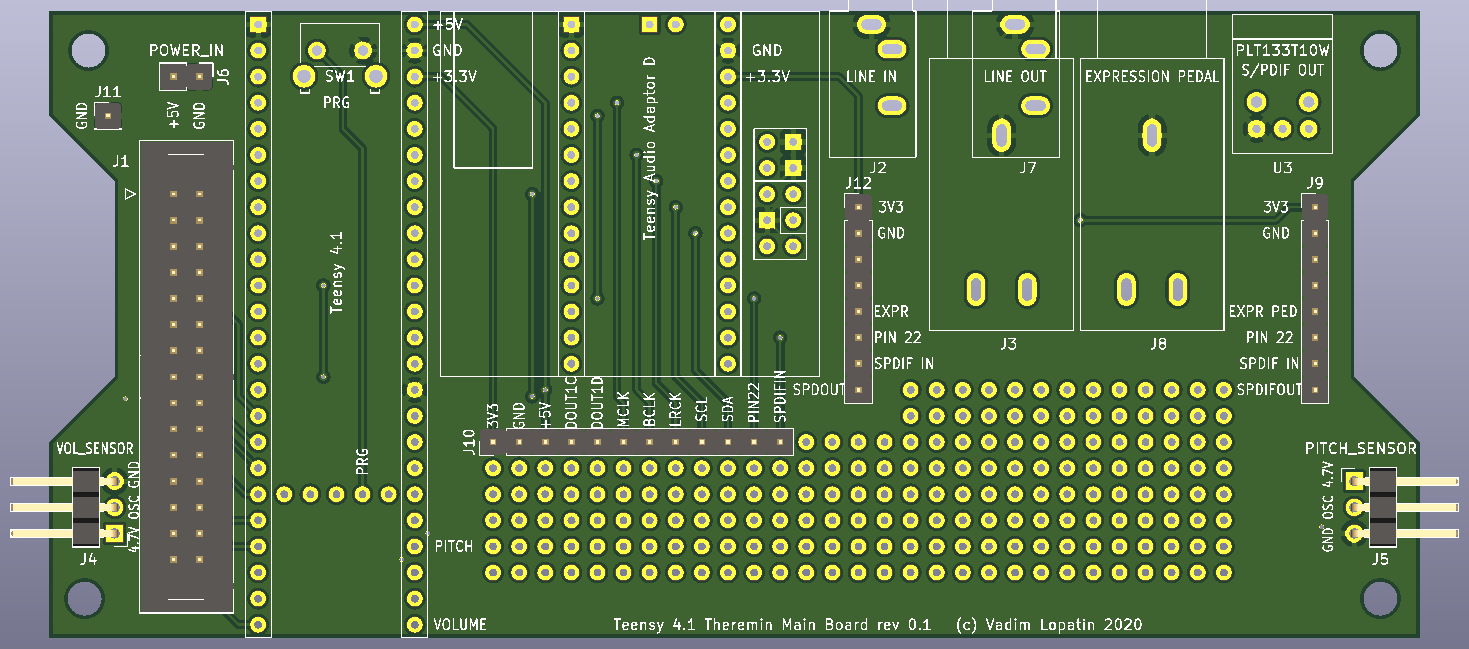 +5V
GND
+3.3V
POWER_IN
J6
J11
GND
+5V
GND
SW1
PRG
J1
Teensy 4.1
Teensy Audio Adaptor D
GND
+3.3V
LINE IN
J2
LINE OUT
J7
EXPRESSION PEDAL
PLT133T10W
S/PDIF OUT
U3
J12
3V3
GND
EXPR
PIN 22
SPDIF IN
SPDOUT
J3
J8
J9
3V3
GND
EXPR PED
PIN 22
SPDIF IN
SPDIFOUT
J10
3V3
GND
+5V
DOUT1C
DOUT1D
MCLK
BCLK
LRCK
SCL
SDA
PIN22
SPDIFIN
VOL_SENSOR
GND
OSC
4.7V
J4
PRG
PITCH
VOLUME
PITCH_SENSOR
4.7V
OSC
GND
J5
Teensy 4.1 Theremin Main Board rev 0.1 (c) Vadim Lopatin 2020